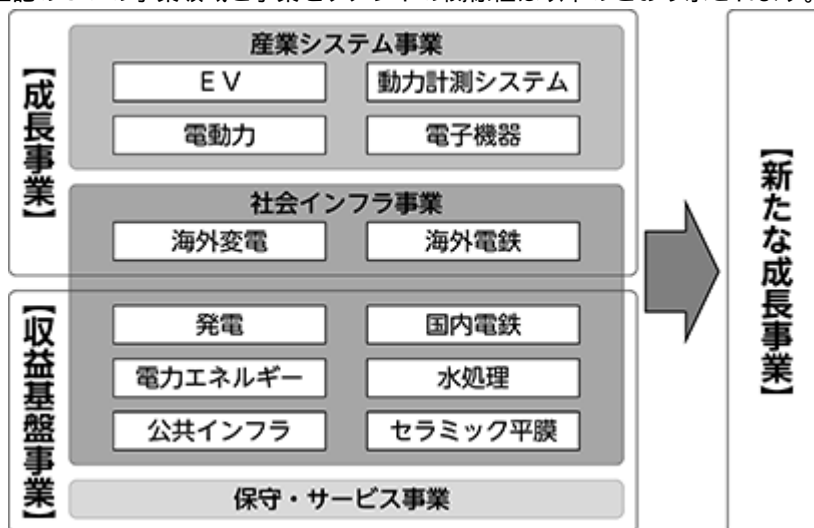 【成長事業】
産業システム事業
EV
動力計測システム
電動力
電子機器
社会インフラ事業
海外変電
海外電鉄
【収益基盤事業】
発電
国内電鉄
電力エネルギー
水処理
公共インフラ
セラミック平膜
保守・サービス事業
【新たな成長事業】